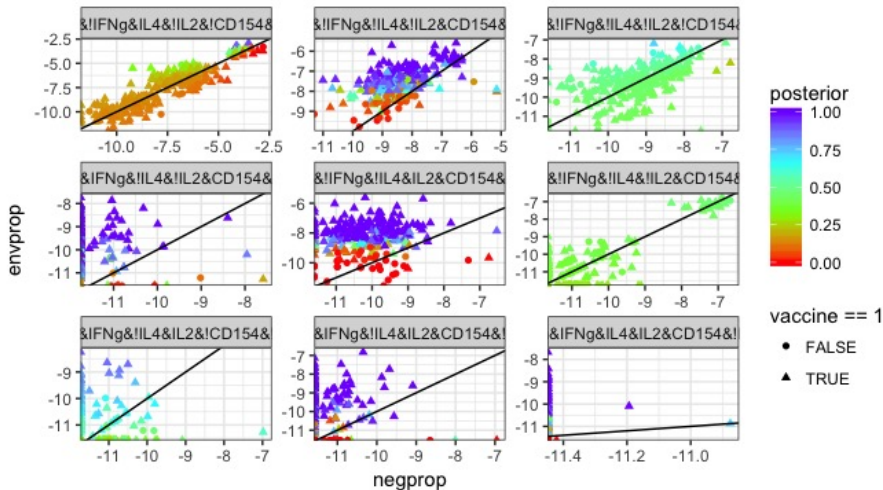 &!IFNg&IL4&!IL2&!CD154& &!IFNg&!IL4&!IL2&CD154& &!IFNg&!IL4&!IL2&!CD154&
-2.5 -5.0 -7.5 -10.0
-6 -7 -8 -9
-7 -8 -9 -10 -11
-10.0 -7.5 -5.0 -2.5
-11 -10 -9 -8 -7 -6 -5
-11 -10 -9 -8 -7
&IFNg&!IL4&!IL2&CD154& &!IFNg&!IL4&IL2&CD154& &IFNg&!IL4&!IL2&!CD154&
-8 -9 -10 -11
-6 -8 -10
-7 -8 -9 -10 -11
-11 -10 -9 -8
-11 -10 -9 -8 -7
-11 -10 -9 -8 -7
&IFNg&!IL4&IL2&!CD154&! &IFNg&!IL4&IL2&CD154&! &IFNg&IL4&IL2&CD154&!
-9 -10 -11
-7 -8 -9 -10 -11
-8 -9 -10 -11
-11 -10 -9 -8 -7
-11 -10 -9 -8 -7
-11.4 -11.2 -11.0
envprop
negprop
posterior
1.00
0.75
0.50
0.25
0.00
vaccine == 1
FALSE
TRUE